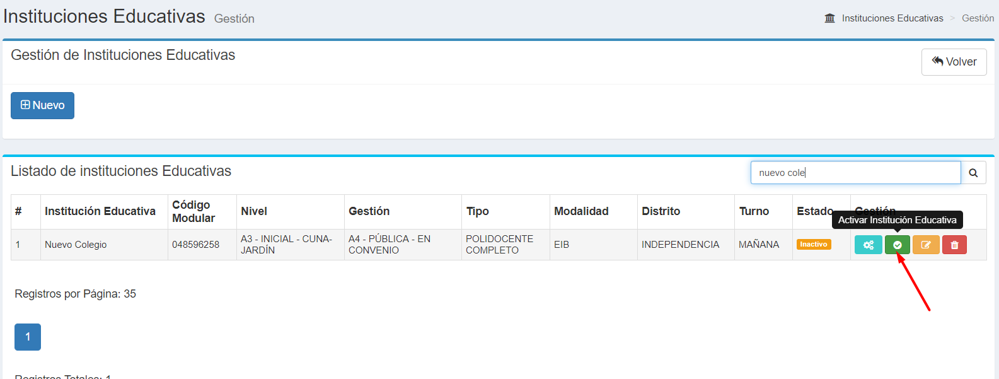 Instituciones Educativas Gestión
Instituciones Educativas > Gestión
Gestión de Instituciones Educativas
Volver
Nuevo
Listado de instituciones Educativas
nuevo cole
# Institución Educativa Código Modular Nivel Gestión Tipo Modalidad Distrito Turno Estado Gestión
Activar Institución Educativa
1 Nuevo Colegio 048596258 A3 - INICIAL - CUNA-JARDÍN A4 - PÚBLICA - EN CONVENIO POLIDOCENTE COMPLETO EIB INDEPENDENCIA MAÑANA Inactivo
Registros por Página: 35
1
Registros Totales: 1